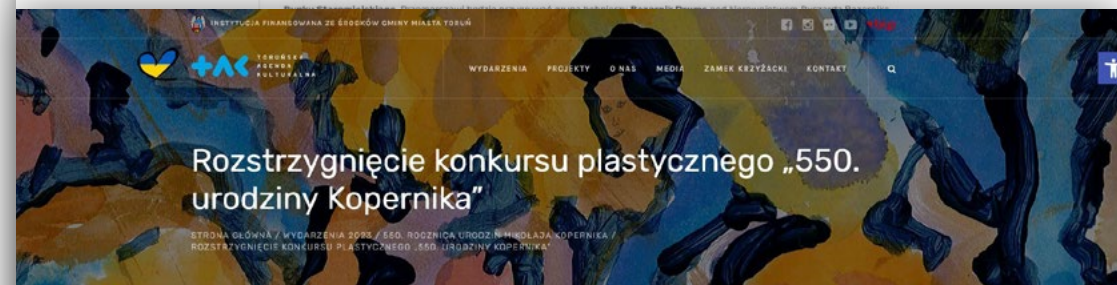 Rynku Staromiejskiego.
INSTYTUCJA FINANSOWANA ZE ŚRODKÓW GMINY MIASTA TORUŃ
TORUŃSKA
AGENDA
KULTURALNA
WYDARZENIA PROJEKTY O NAS MEDIA ZAMEK KRZYŻACKI KONTAKT
Rozstrzygnięcie konkursu plastycznego „550.
urodziny Kopernika”
STRONA GŁÓWNA / WYDARZENIA 2023 / 550. ROCZNICA URODZIN MIKOŁAJA KOPERNIKA /
ROZSTRZYGNIĘCIE KONKURSU PLASTYCZNEGO „550. URODZINY KOPERNIKA”